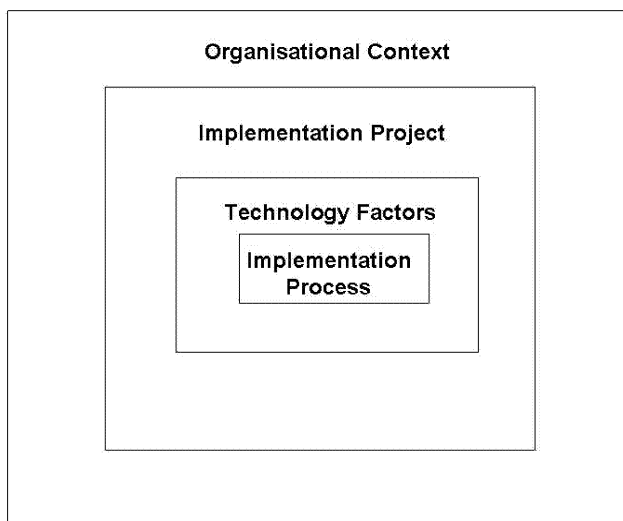 Organisational Context
Implementation Project
Technology Factors
Implementation
Process